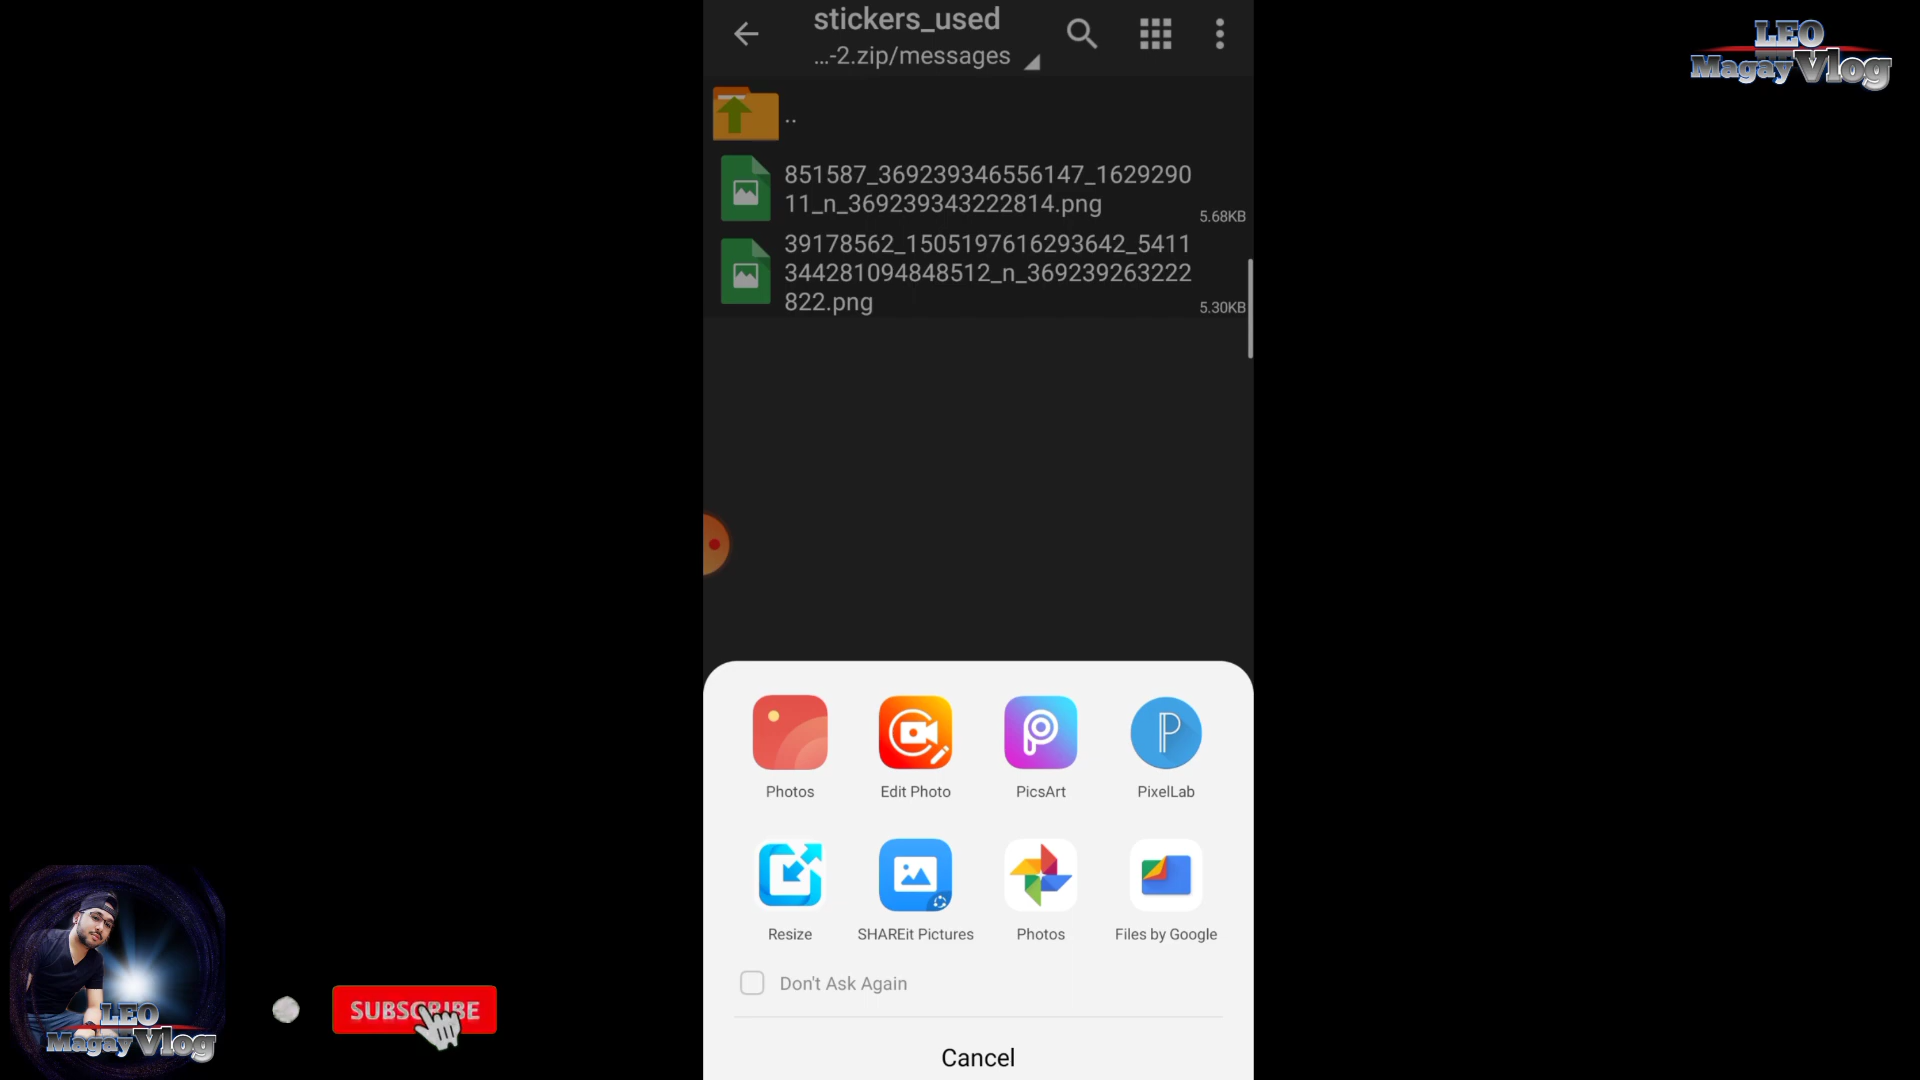 stickers_used
...-2.zip/messages
..
851587_369239346556147_1629290
11_n_369239343222814.png
5.68KB
39178562_1505197616293642_5411
344281094848512_n_369239263222
822.png
5.30KB
Photos
Edit Photo
PicsArt
PixelLab
Resize
SHAREit Pictures
Photos
Files by Google
Don't Ask Again
Cancel
LEO
Magay Vlog
LEO
Magay Vlog
SUBSCRIBE